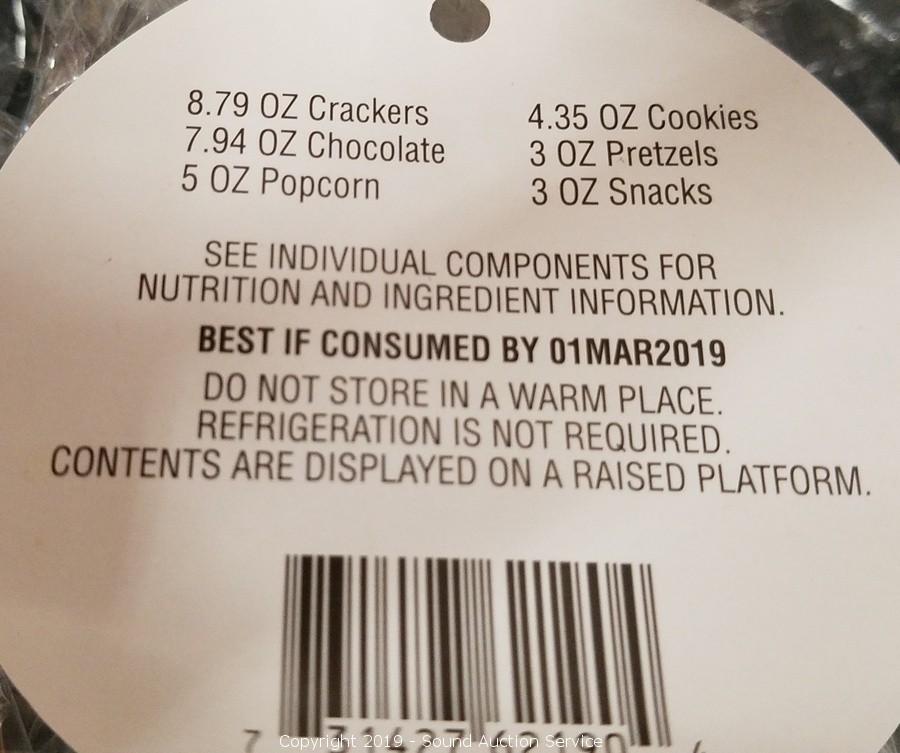 8.79 OZ Crackers
7.94 OZ Chocolate
5 OZ Popcorn
4.35 OZ Cookies
3 OZ Pretzels
3 OZ Snacks
SEE INDIVIDUAL COMPONENTS FOR
NUTRITION AND INGREDIENT INFORMATION.
BEST IF CONSUMED BY 01MAR2019
DO NOT STORE IN A WARM PLACE.
REFRIGERATION IS NOT REQUIRED.
CONTENTS ARE DISPLAYED ON A RAISED PLATFORM.
7
Copyright 2019 - Sound Auction Service